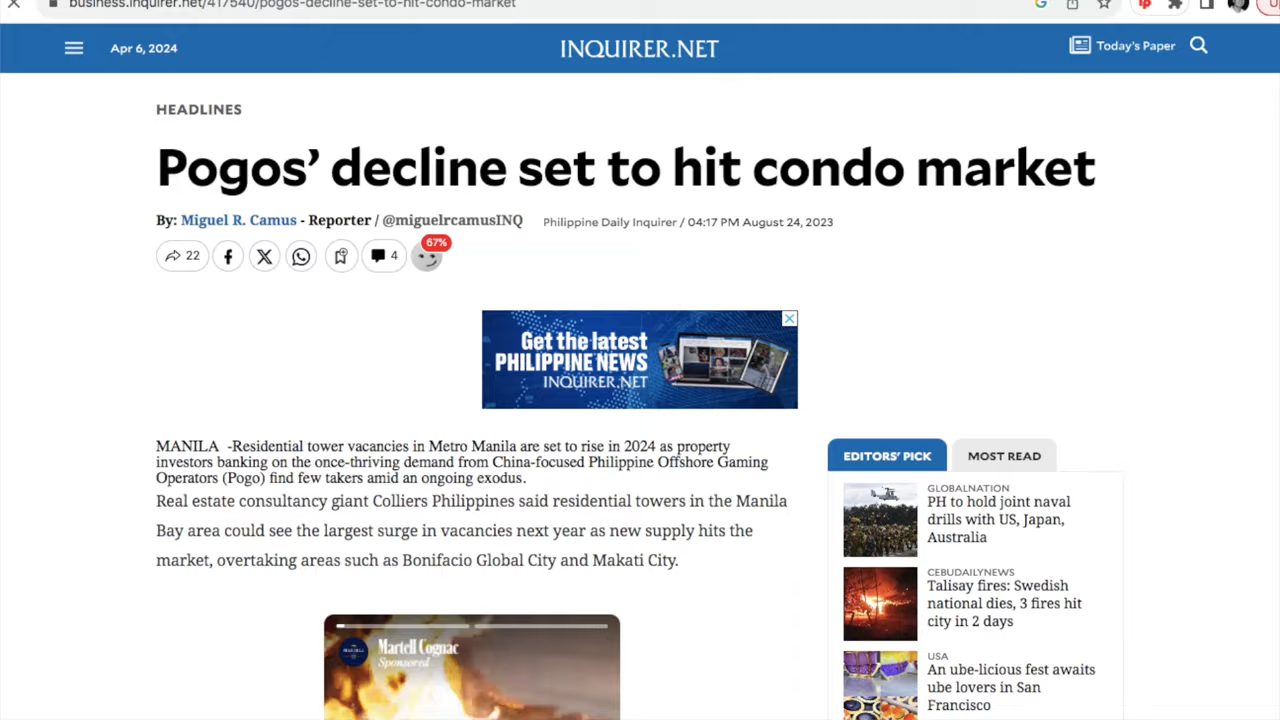 business.inquirer.net/417540/pogos-decline-set-to-hit-condo-market
Apr 6, 2024
INQUIRER.NET
Today's Paper
HEADLINES
Pogos’ decline set to hit condo market
By: Miguel R. Camus - Reporter / @miguelrcamusINQ
Philippine Daily Inquirer / 04:17 PM August 24, 2023
22
4
67%
Get the latest
PHILIPPINE NEWS
INQUIRER.NET
MANILA -Residential tower vacancies in Metro Manila are set to rise in 2024 as property
investors banking on the once-thriving demand from China-focused Philippine Offshore Gaming
Operators (Pogo) find few takers amid an ongoing exodus.
Real estate consultancy giant Colliers Philippines said residential towers in the Manila
Bay area could see the largest surge in vacancies next year as new supply hits the
market, overtaking areas such as Bonifacio Global City and Makati City.
MARTELL
Martell Cognac
Sponsored
EDITORS' PICK
MOST READ
GLOBALNATION
PH to hold joint naval
drills with US, Japan,
Australia
CEBUDAILYNEWS
Talisay fires: Swedish
national dies, 3 fires hit
city in 2 days
USA
An ube-licious fest awaits
ube lovers in San
Francisco